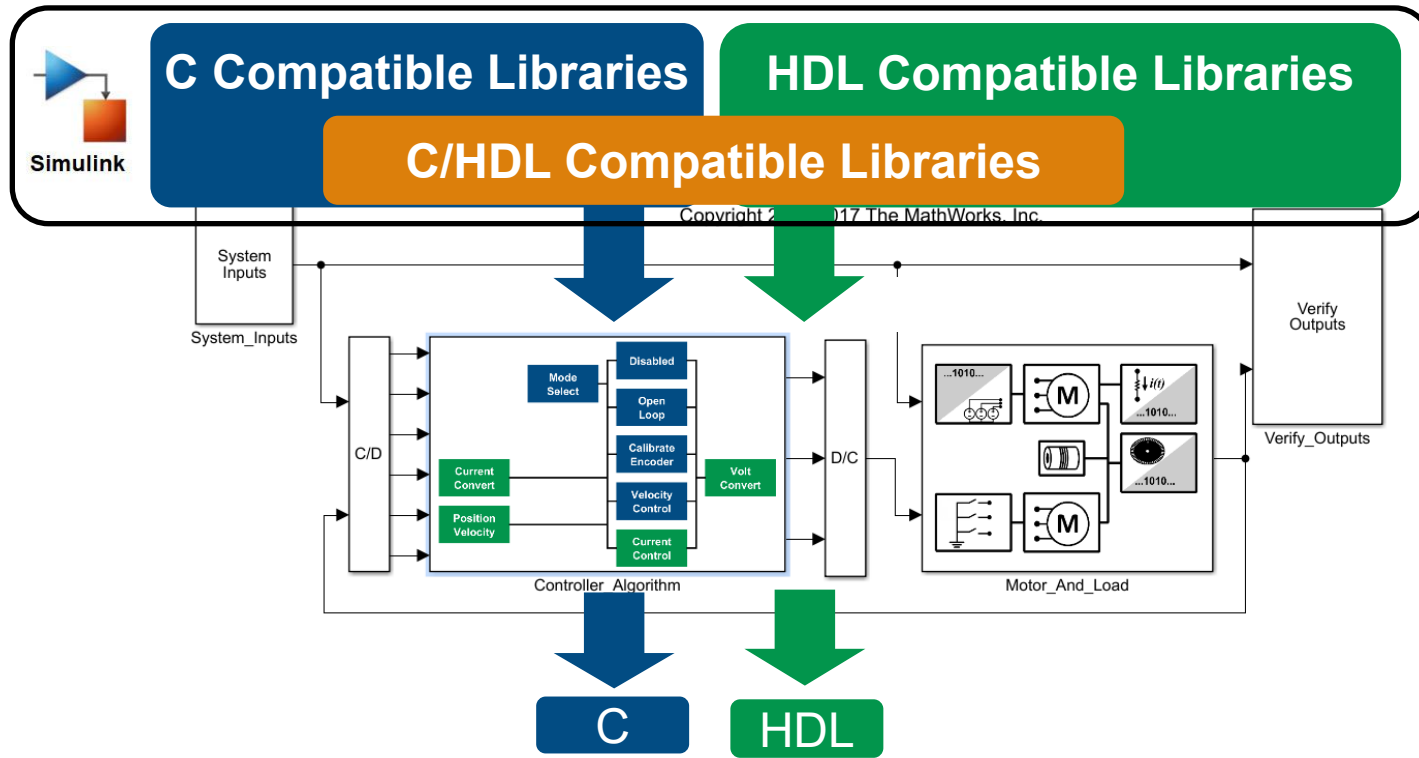 C Compatible Libraries
HDL Compatible Libraries
Simulink
C/HDL Compatible Libraries
Copyright 2 017 The MathWorks, Inc.
System
Inputs
System_Inputs
Verify
Outputs
Verify_Outputs
C/D
Mode
Select
Disabled
Open
Loop
Calibrate
Encoder
Velocity
Control
Current
Control
Current
Convert
Position
Velocity
Volt
Convert
Controller_Algorithm
D/C
...1010...
M
i(t)
...1010...
...1010...
M
Motor_And_Load
C
HDL